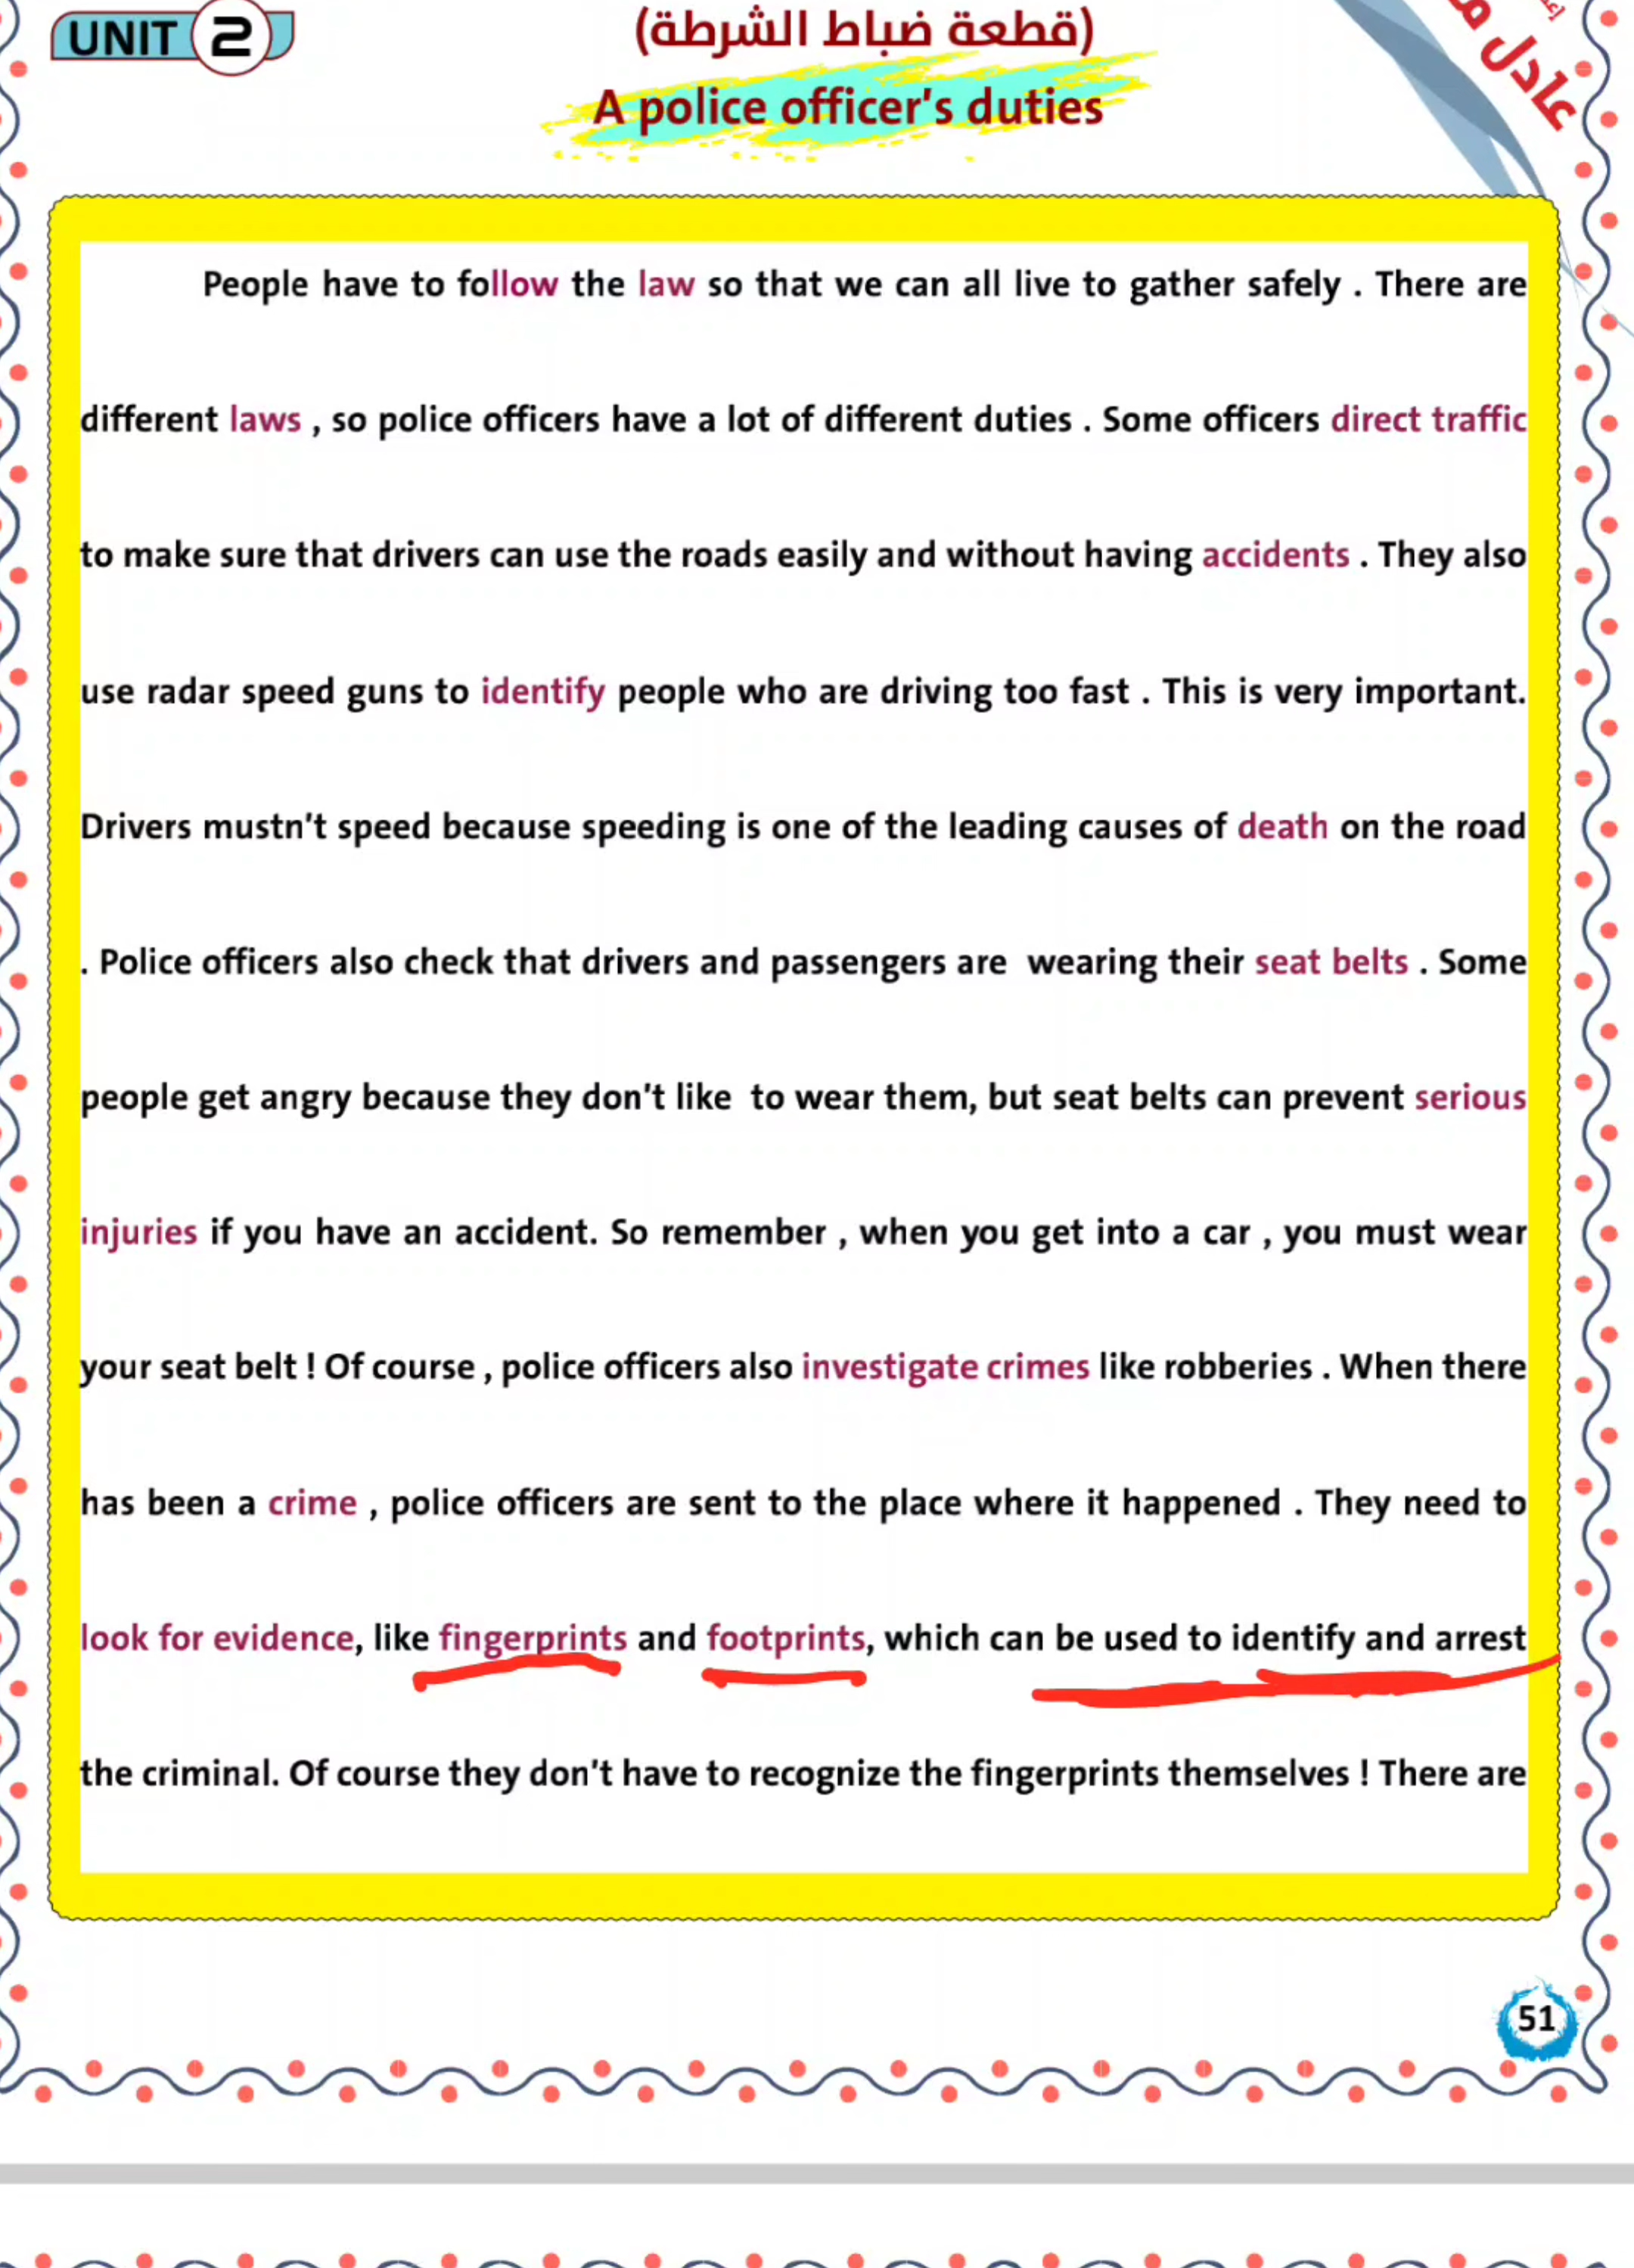 UNIT 2
(قطعة ضباط الشرطة)
A police officer's duties
عادل
People have to follow the law so that we can all live to gather safely . There are
different laws , so police officers have a lot of different duties . Some officers direct traffic
to make sure that drivers can use the roads easily and without having accidents . They also
use radar speed guns to identify people who are driving too fast . This is very important.
Drivers mustn't speed because speeding is one of the leading causes of death on the road
. Police officers also check that drivers and passengers are wearing their seat belts . Some
people get angry because they don't like to wear them, but seat belts can prevent serious
injuries if you have an accident. So remember , when you get into a car , you must wear
your seat belt ! Of course , police officers also investigate crimes like robberies . When there
has been a crime , police officers are sent to the place where it happened . They need to
look for evidence, like fingerprints and footprints, which can be used to identify and arrest
the criminal. Of course they don't have to recognize the fingerprints themselves ! There are
51